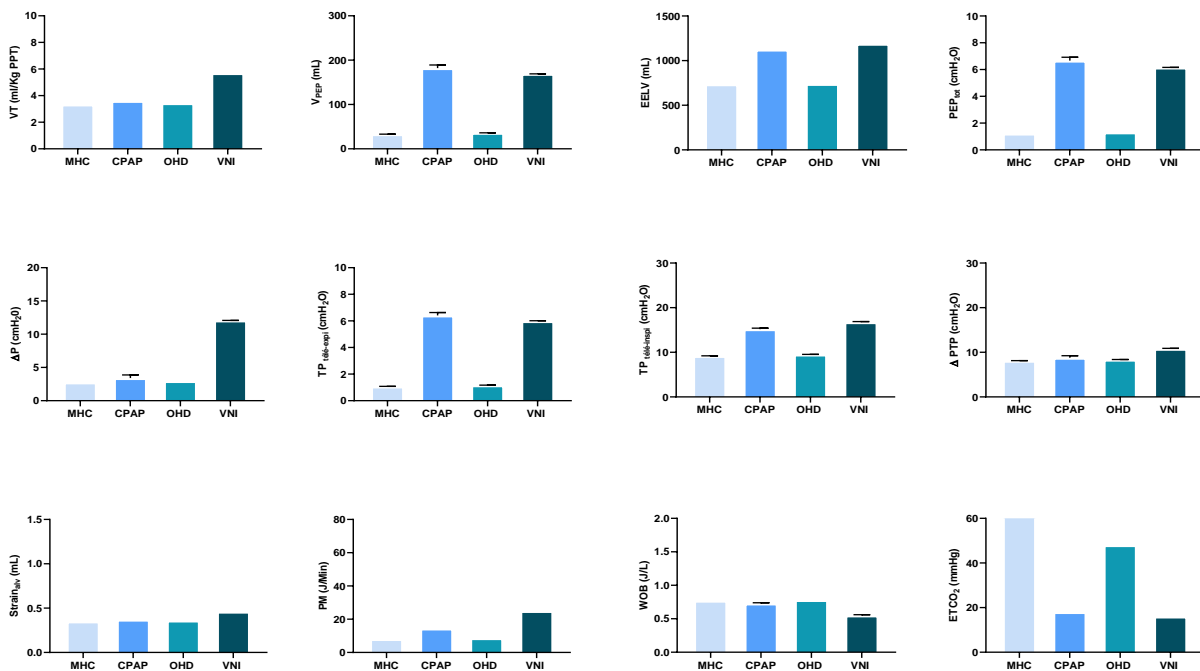 VT (ml/Kg PPT)
10
8
6
4
2
0
MHC CPAP OHD VNI
V_PEP (mL)
300
200
100
0
MHC CPAP OHD VNI
EELV (mL)
1500
1000
500
0
MHC CPAP OHD VNI
PEP_tot (cmH₂O)
10
8
6
4
2
0
MHC CPAP OHD VNI
ΔP (cmH₂0)
20
15
10
5
0
MHC CPAP OHD VNI
TP télé-expi (cmH₂O)
10
8
6
4
2
0
MHC CPAP OHD VNI
TP télé-inspi (cmH₂O)
30
20
10
0
MHC CPAP OHD VNI
Δ PTP (cmH₂O)
30
20
10
0
MHC CPAP OHD VNI
Strain_alv (mL)
1.5
1.0
0.5
0.0
MHC CPAP OHD VNI
PM (J/Min)
80
60
40
20
0
MHC CPAP OHD VNI
WOB (J/L)
2.0
1.5
1.0
0.5
0.0
MHC CPAP OHD VNI
ETCO₂ (mmHg)
60
40
20
0
MHC CPAP OHD VNI